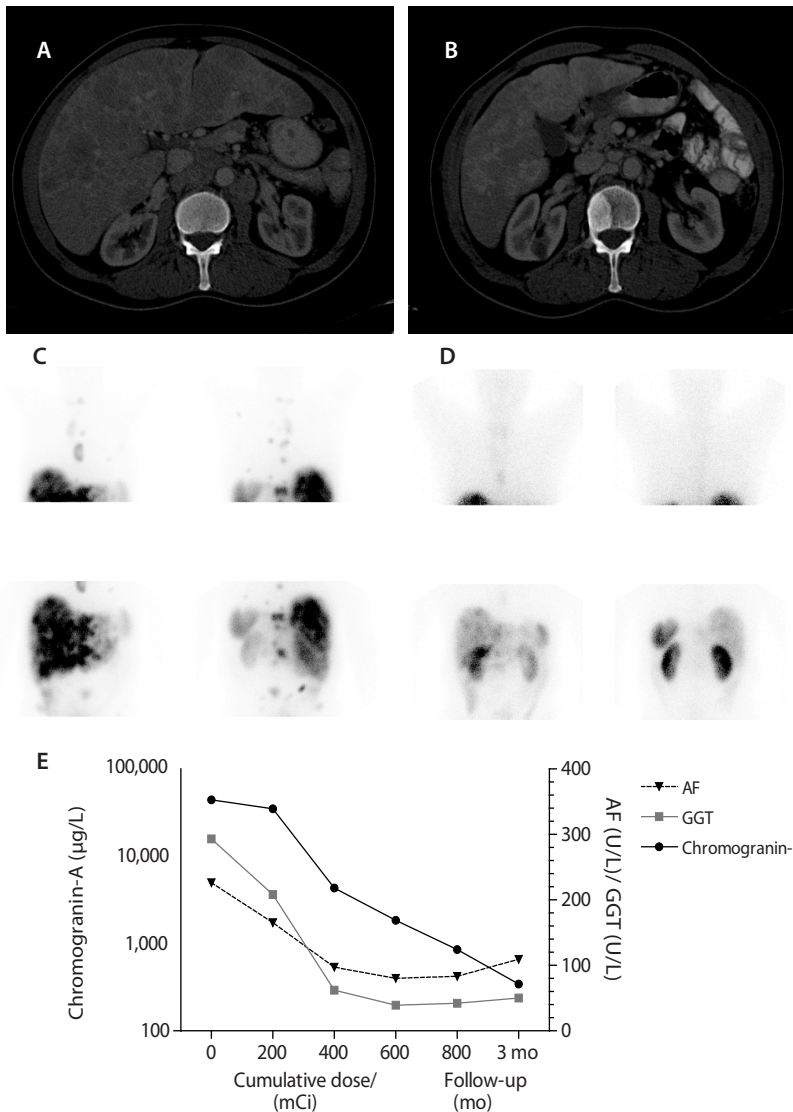 A
B
C
D
E
100,000
10,000
1,000
100
Chromogranin-A (µg/L)
400
300
200
100
0
AF (U/L)/ GGT (U/L)
AF
GGT
Chromogranin-
0 200 400 600 800 3 mo
Cumulative dose/ Follow-up
(mCi) (mo)